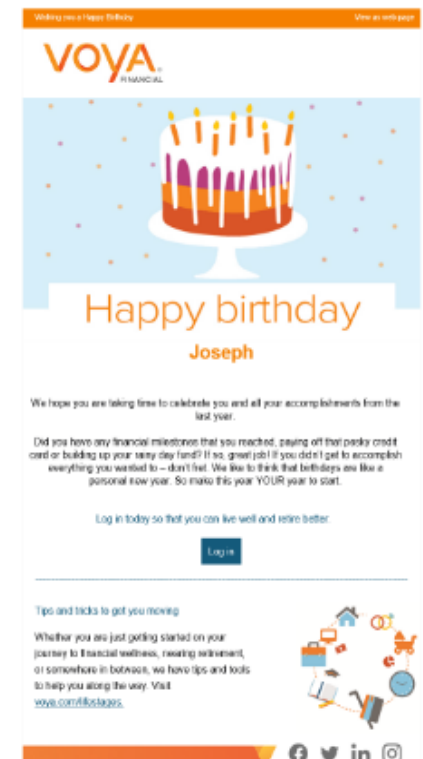 Wishing you a Happy Birthday
View as web page
VOYA
FINANCIAL
Happy birthday
Joseph
We hope you are taking time to celebrate you and all your accomplishments from the
last year.
Did you have any financial milestones that you reached, paying off that pesky credit
card or building up your rainy day fund? If so, great job! If you didn't get to accomplish
everything you wanted to – don't fret. We like to think that birthdays are like a
personal new year. So make this year YOUR year to start.
Log in today so that you can live well and retire better.
Log in
Tips and tricks to get you moving
Whether you are just getting started on your
journey to financial wellness, nearing retirement,
or somewhere in between, we have tips and tools
to help you along the way. Visit
voya.com/lifestages.